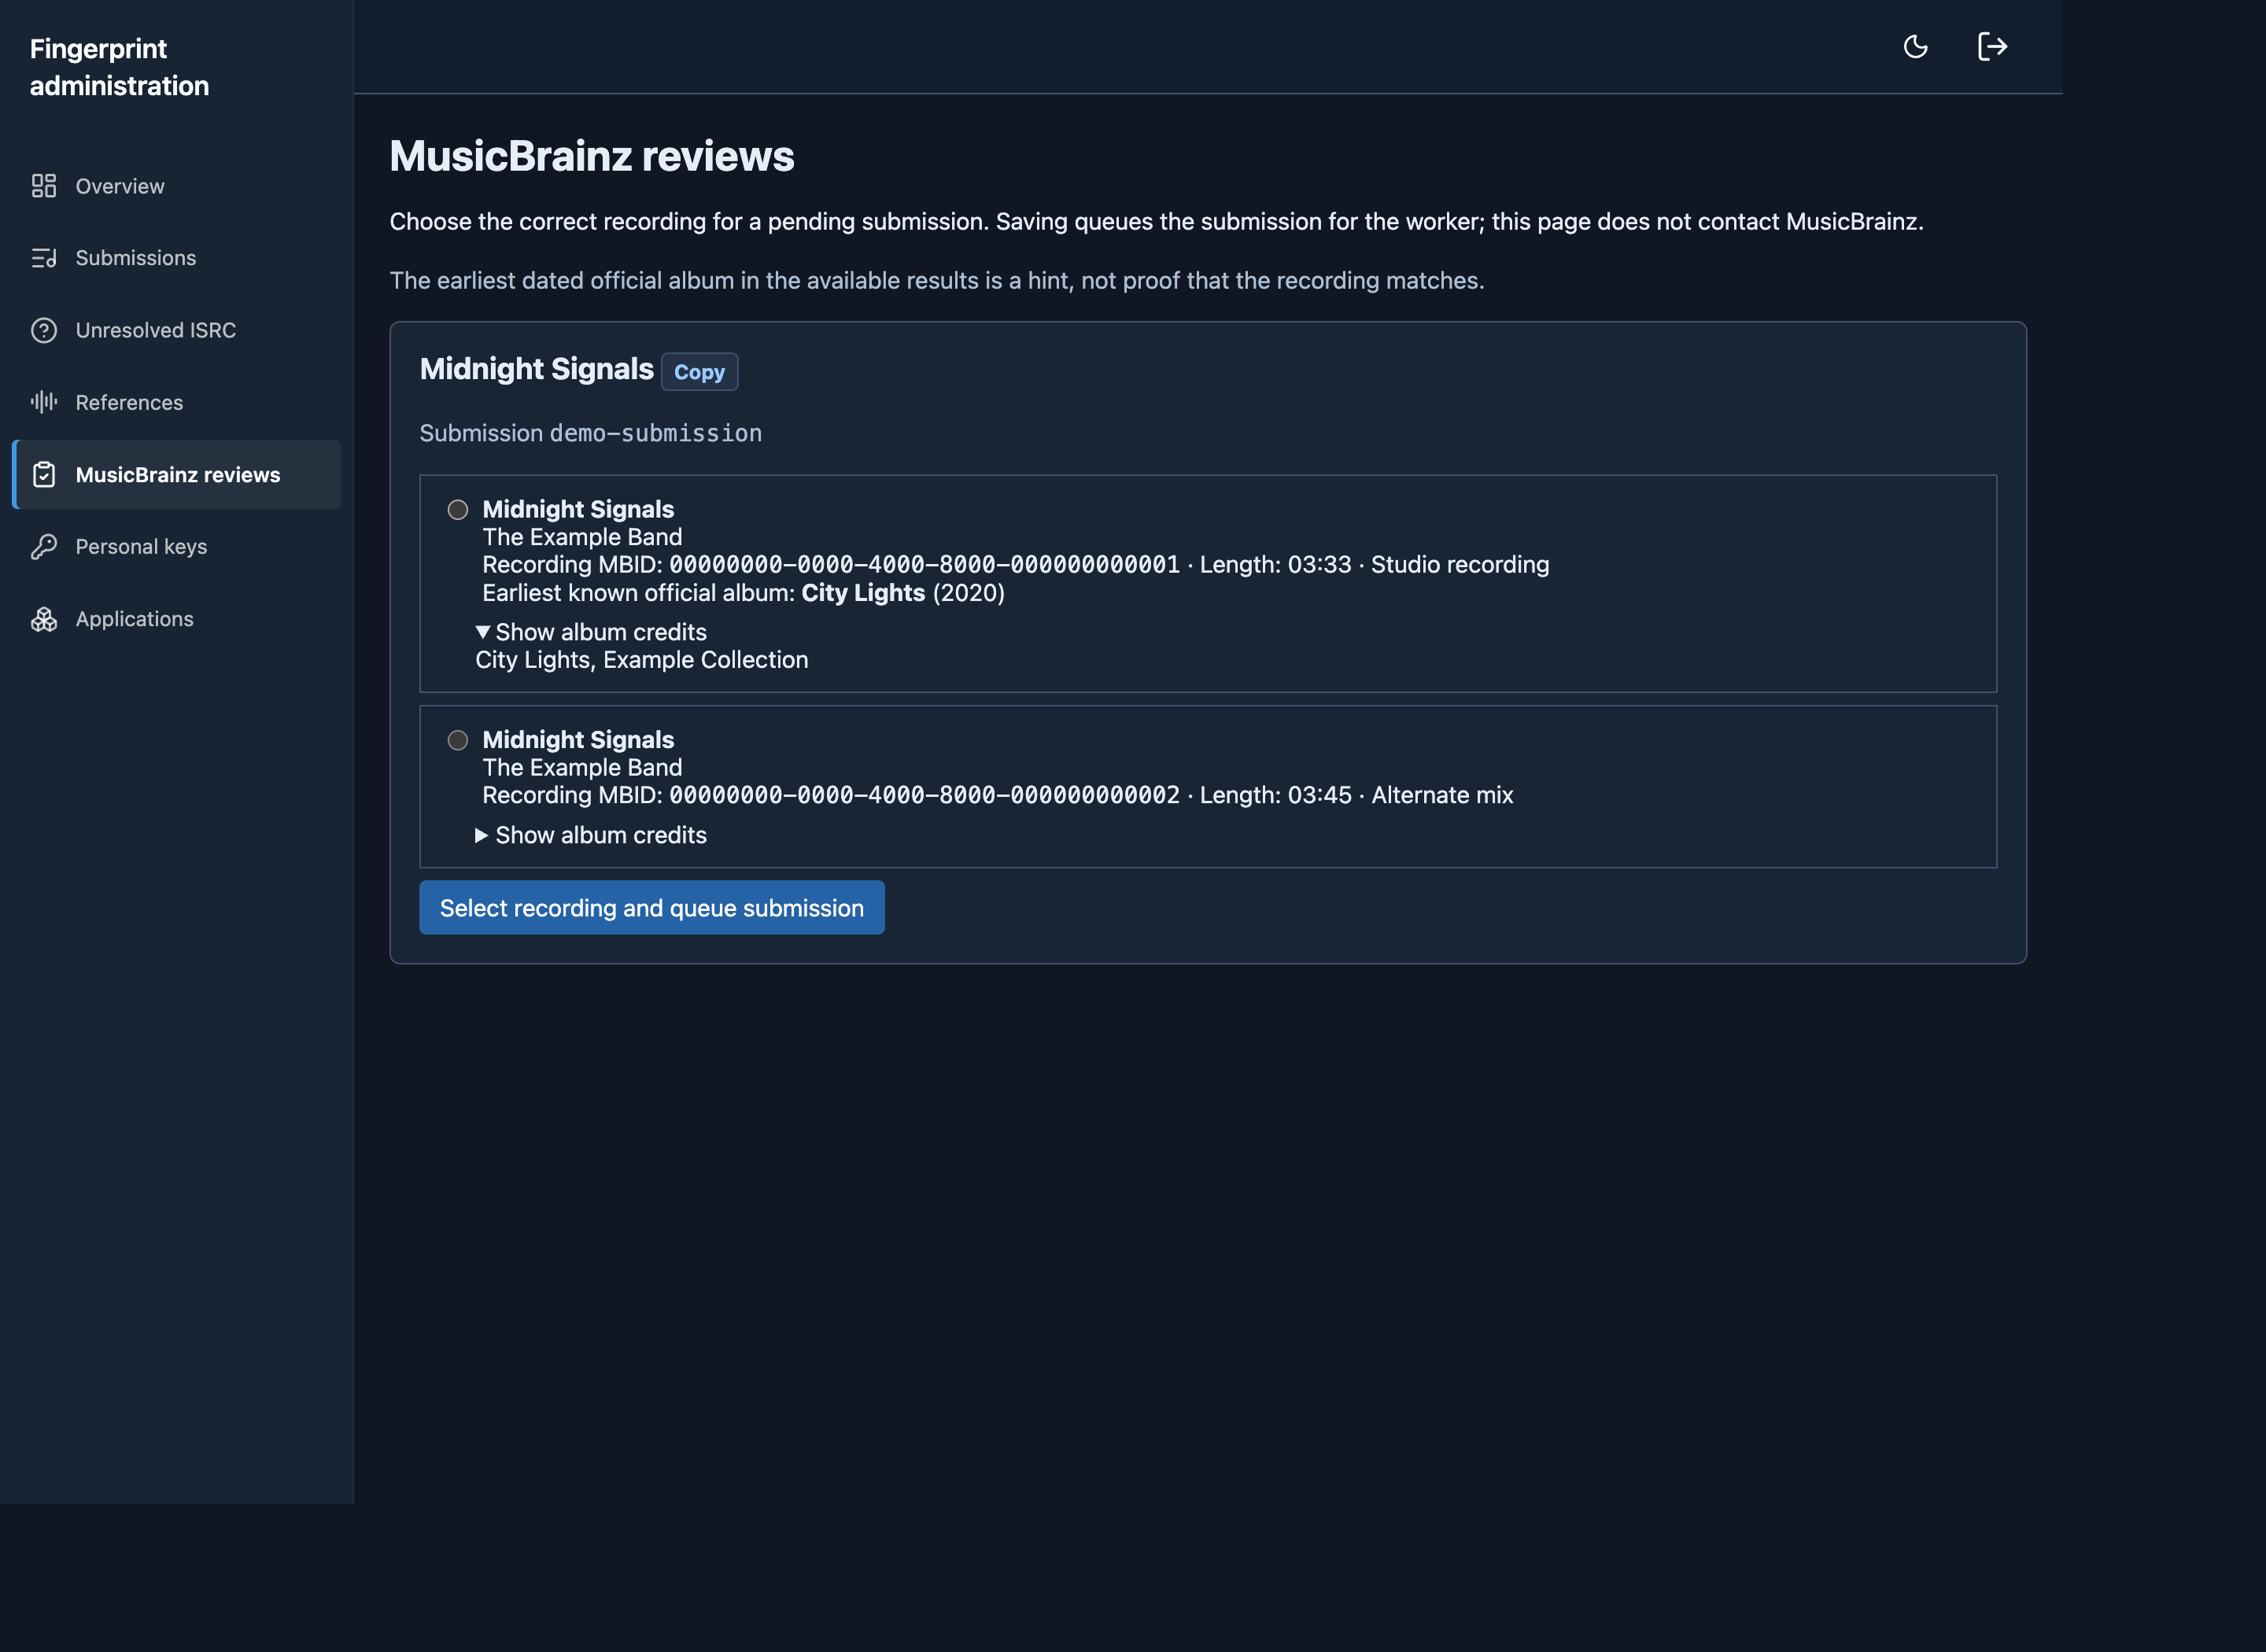 Fingerprint
administration
Overview
Submissions
Unresolved ISRC
References
MusicBrainz reviews
Personal keys
Applications
MusicBrainz reviews
Choose the correct recording for a pending submission. Saving queues the submission for the worker; this page does not contact MusicBrainz.
The earliest dated official album in the available results is a hint, not proof that the recording matches.
Midnight Signals Copy
Submission demo-submission
Midnight Signals
The Example Band
Recording MBID: 00000000-0000-4000-8000-000000000001 · Length: 03:33 · Studio recording
Earliest known official album: City Lights (2020)
▼ Show album credits
City Lights, Example Collection
Midnight Signals
The Example Band
Recording MBID: 00000000-0000-4000-8000-000000000002 · Length: 03:45 · Alternate mix
▶ Show album credits
Select recording and queue submission